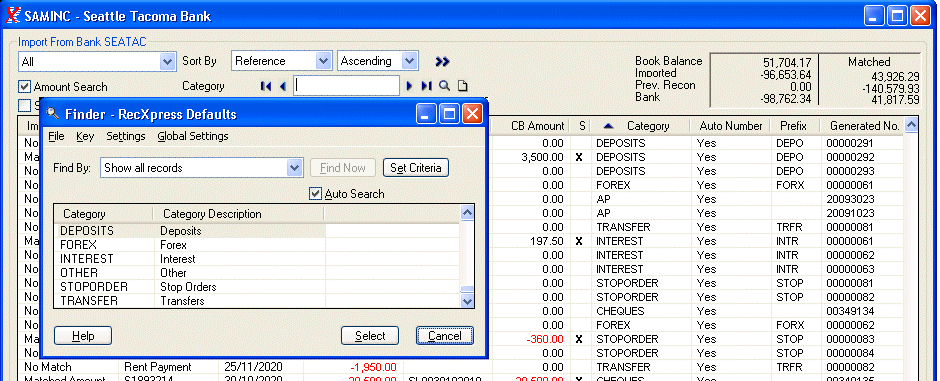 SAMINC - Seattle Tacoma Bank
Import From Bank SEATAC
All Sort By Reference Ascending
Book Balance 51,704.17 Matched
Imported -96,653.64 43,926.29
Prev. Recon 0.00 -140.579.93
Bank -98,762.34 41,817.59
Amount Search Category
S
Im CB Amount S Category Auto Number Prefix Generated No.
No 0.00 DEPOSITS Yes DEPO 00000291
Ma 3,500.00 X DEPOSITS Yes DEPO 00000292
No 0.00 DEPOSITS Yes DEPO 00000293
No 0.00 FOREX Yes FORX 00000061
No 0.00 AP Yes 20093023
No 0.00 AP Yes 20091023
No 0.00 TRANSFER Yes TRFR 00000081
Ma 197.50 X INTEREST Yes INTR 00000061
No 0.00 INTEREST Yes INTR 00000062
No 0.00 INTEREST Yes INTR 00000063
No 0.00 STOPORDER Yes STOP 00000081
No 0.00 STOPORDER Yes STOP 00000082
No 0.00 CHEQUES Yes 00349134
No 0.00 FOREX Yes FORX 00000062
Ma -360.00 X STOPORDER Yes STOP 00000083
No 0.00 STOPORDER Yes STOP 00000084
No Match Rent Payment 25/11/2020 -1,950.00 0.00 TRANSFER Yes TRFR 00000082
Matched Amount S1893214 30/10/2020 -20,500.00 -20,500.00 X CHEQUES Yes 00349135
Finder - RecXpress Defaults
File Key Settings Global Settings
Find By: Show all records Find Now Set Criteria
Auto Search
Category Category Description
DEPOSITS Deposits
FOREX Forex
INTEREST Interest
OTHER Other
STOPORDER Stop Orders
TRANSFER Transfers
Help Select Cancel